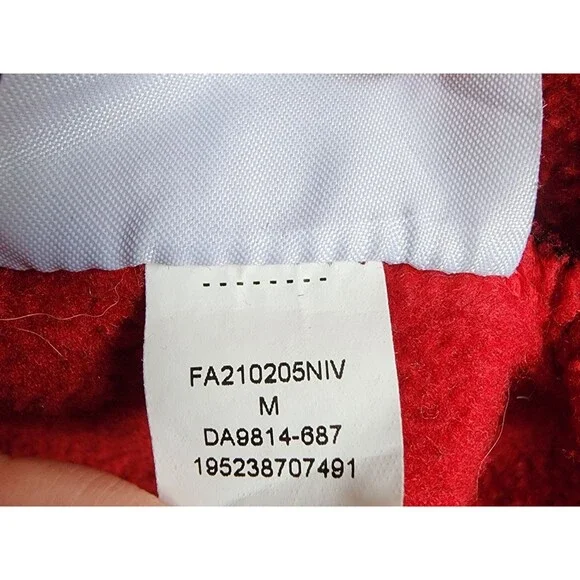 --------
FA210205NIV
M
DA9814-687
195238707491